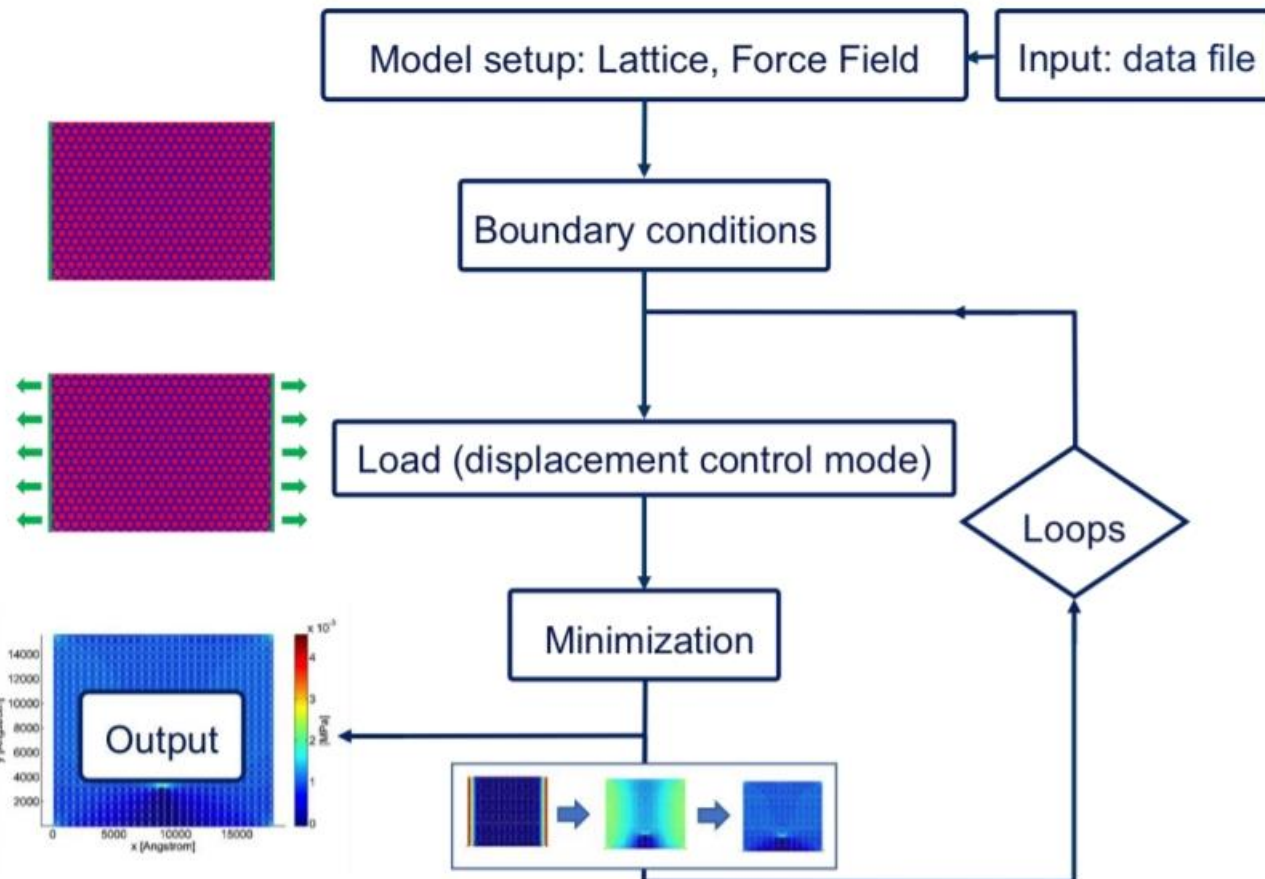 Model setup: Lattice, Force Field
Input: data file
Boundary conditions
Load (displacement control mode)
Loops
Minimization
Output
x 10⁻³
4
3
2
1
0
[MPa]
14000
12000
10000
8000
6000
4000
2000
0
5000
10000
15000
x [Angstrom]